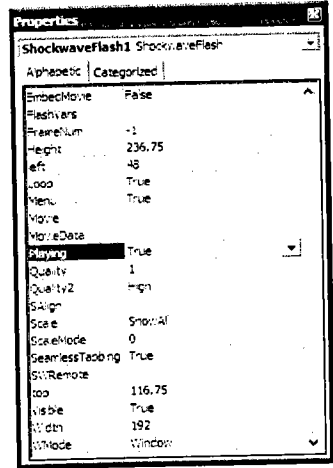 Properties
ShockwaveFlash1 ShockwaveFlash
Alphabetic Categorized
EmbedMovie False
FlashVars
FrameNum -1
Height 236.75
left 48
Loop True
Menu True
Movie
MovieData
Playing True
Quality 1
Quality2 High
SAlign
Scale ShowAll
ScaleMode 0
SeamlessTabbing True
SWRemote
top 116.75
Visible True
Width 192
WMode Window